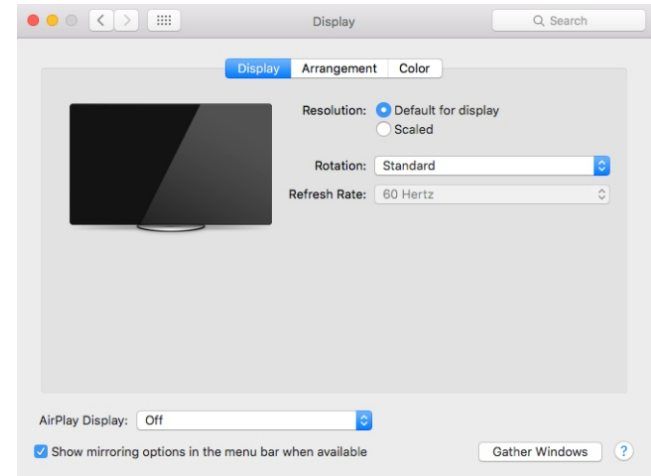 Display
Search
Display Arrangement Color
Resolution: Default for display
Scaled
Rotation: Standard
Refresh Rate: 60 Hertz
AirPlay Display: Off
Show mirroring options in the menu bar when available
Gather Windows ?